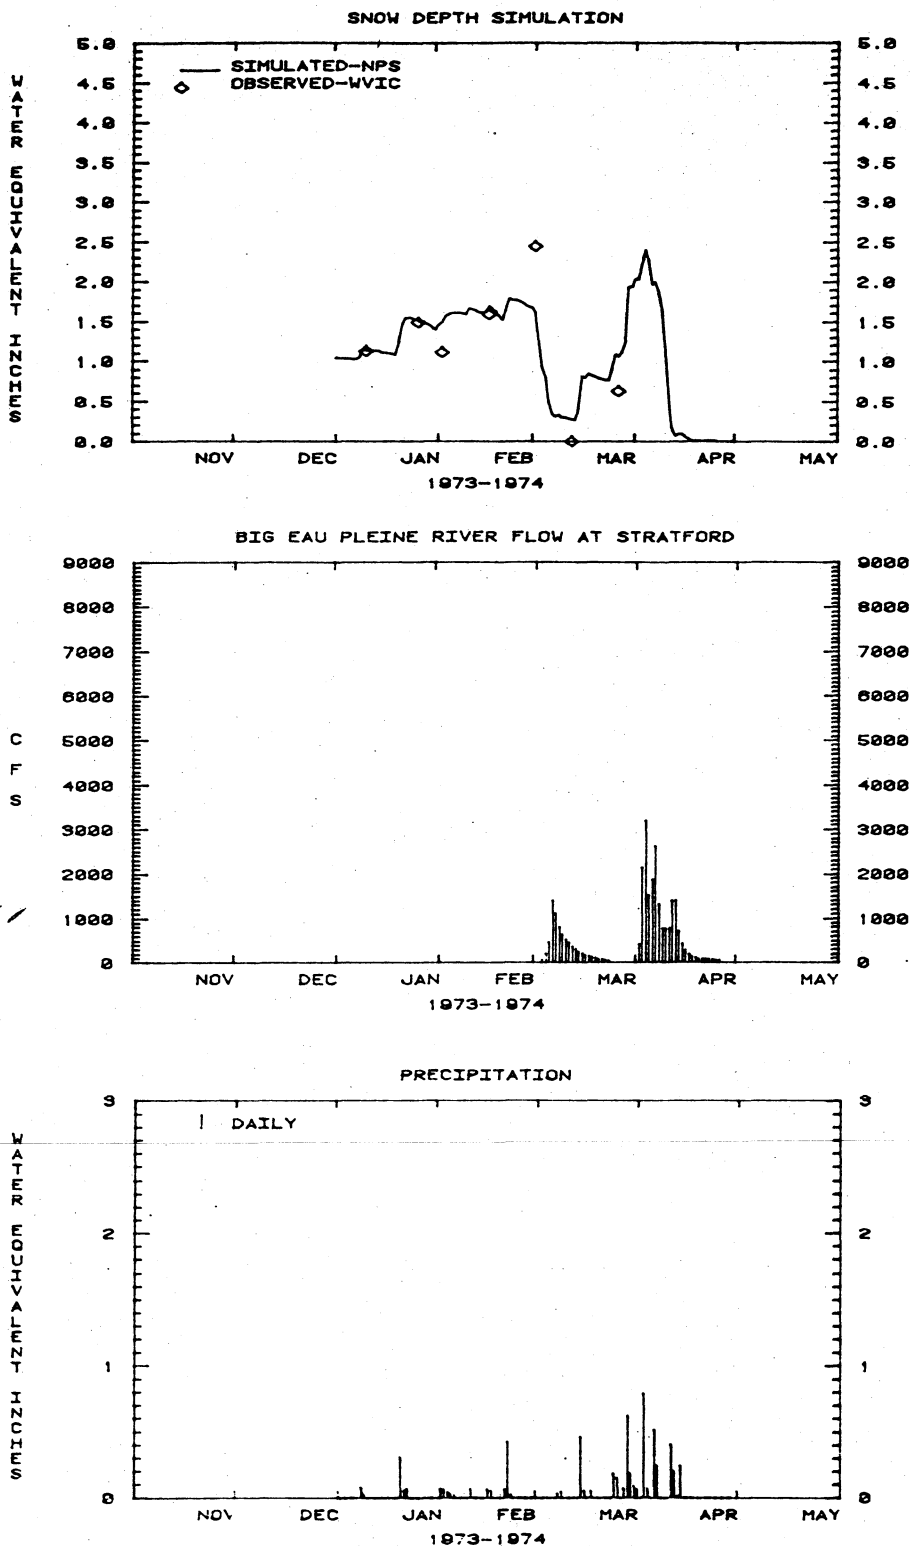 SNOW DEPTH SIMULATION
5.0 5.0
SIMULATED-NPS
4.5 OBSERVED-WVIC 4.5
4.0 4.0
3.5 3.5
3.0 3.0
2.5 2.5
2.0 2.0
1.5 1.5
1.0 1.0
0.5 0.5
0.0 0.0
WATER EQUIVALENT INCHES
NOV DEC JAN FEB MAR APR MAY
1973-1974
BIG EAU PLEINE RIVER FLOW AT STRATFORD
9000 9000
8000 8000
7000 7000
6000 6000
5000 5000
4000 4000
3000 3000
2000 2000
1000 1000
0 0
CFS
NOV DEC JAN FEB MAR APR MAY
1973-1974
PRECIPITATION
3 3
DAILY
2 2
1 1
0 0
WATER EQUIVALENT INCHES
NOV DEC JAN FEB MAR APR MAY
1973-1974